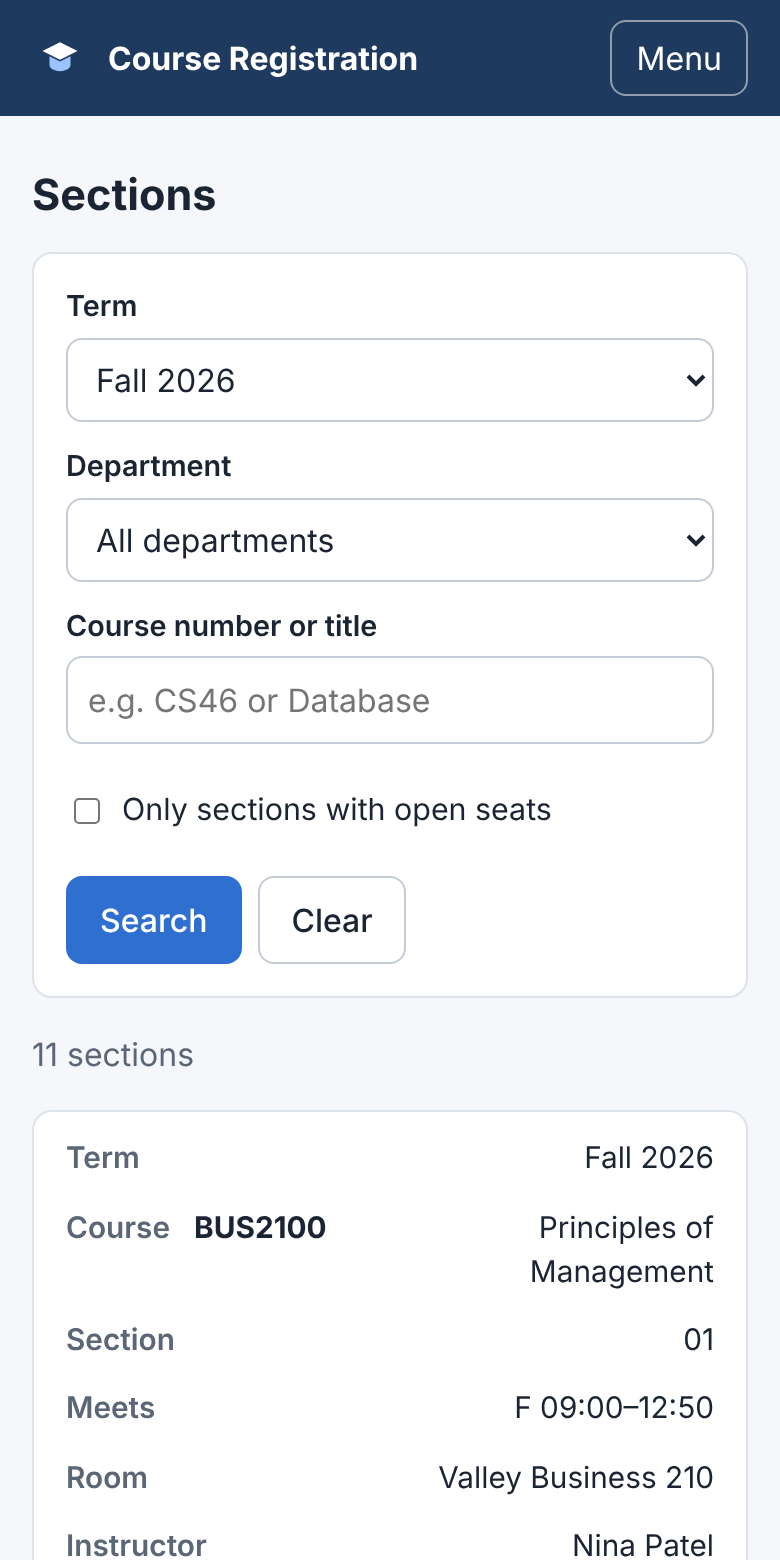 Course Registration
Menu
Sections
Term
Fall 2026
Department
All departments
Course number or title
e.g. CS46 or Database
Only sections with open seats
Search
Clear
11 sections
Term
Fall 2026
Course
BUS2100
Principles of
Management
Section
01
Meets
F 09:00–12:50
Room
Valley Business 210
Instructor
Nina Patel